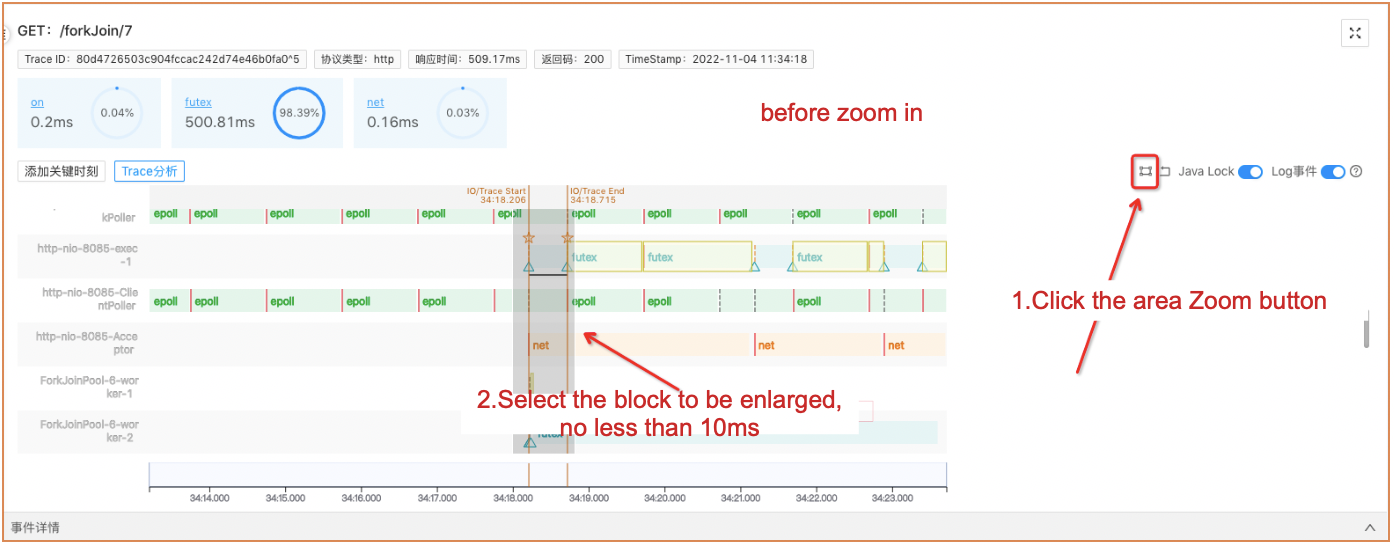 GET： /forkJoin/7
Trace ID： 80d4726503c904fccac242d74e46b0fa0^5 协议类型：http 响应时间：509.17ms 返回码：200 TimeStamp：2022-11-04 11:34:18
on
0.2ms
0.04%
futex
500.81ms
98.39%
net
0.16ms
0.03%
before zoom in
添加关键时刻 Trace分析
Java Lock Log事件
IO/Trace Start IO/Trace End
34:18.206 34:18.715
kPoller epoll epoll epoll epoll epoll epoll epoll epoll epoll epoll
http-nio-8085-exec
-1 futex futex futex
1.Click the area Zoom button
http-nio-8085-Clie
ntPoller epoll epoll epoll epoll epoll epoll epoll epoll
http-nio-8085-Acce
ptor net net net
ForkJoinPool-6-wor
ker-1
2.Select the block to be enlarged,
no less than 10ms
ForkJoinPool-6-wor
ker-2 futex
34:14.000 34:15.000 34:16.000 34:17.000 34:18.000 34:19.000 34:20.000 34:21.000 34:22.000 34:23.000
事件详情